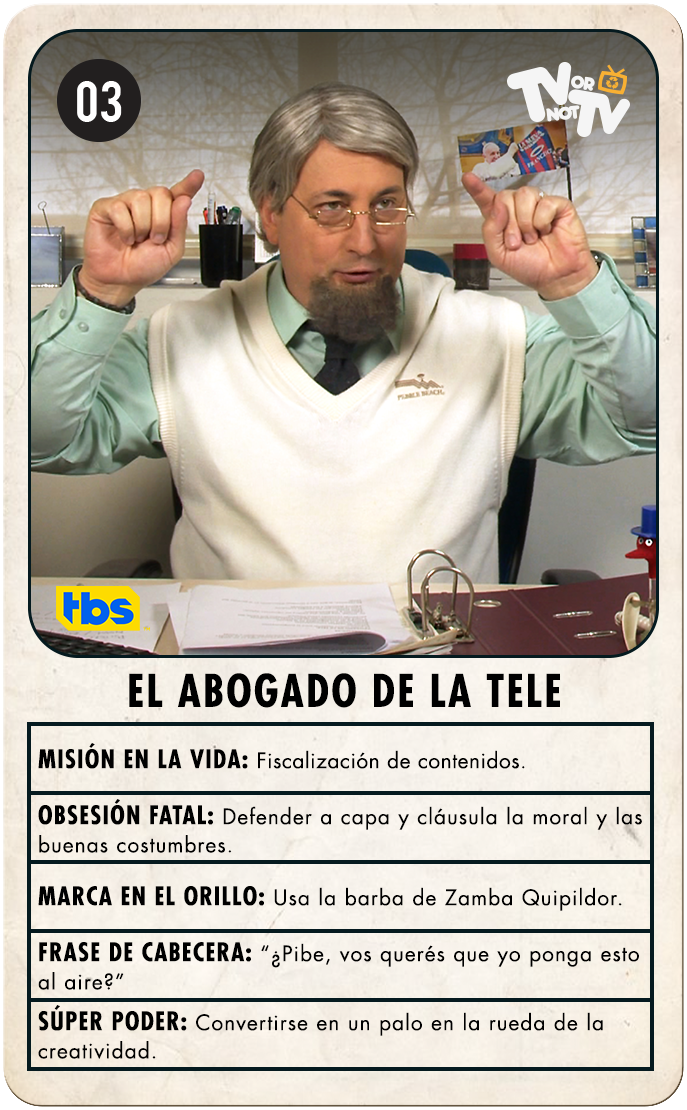 03
TV OR
NOT TV
PEBBLE BEACH
tbs
EL ABOGADO DE LA TELE
MISIÓN EN LA VIDA: Fiscalización de contenidos.
OBSESIÓN FATAL: Defender a capa y cláusula la moral y las
buenas costumbres.
MARCA EN EL ORILLO: Usa la barba de Zamba Quipildor.
FRASE DE CABECERA: “¿Pibe, vos querés que yo ponga esto
al aire?”
SÚPER PODER: Convertirse en un palo en la rueda de la
creatividad.